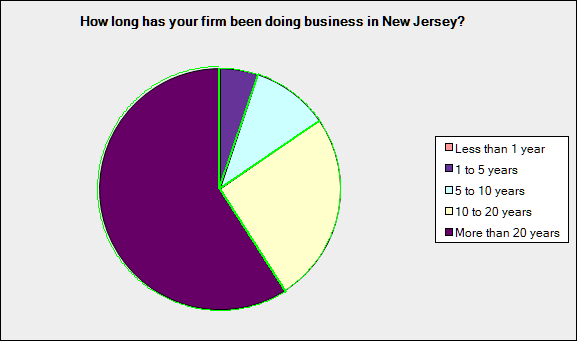 How long has your firm been doing business in New Jersey?
Less than 1 year
1 to 5 years
5 to 10 years
10 to 20 years
More than 20 years